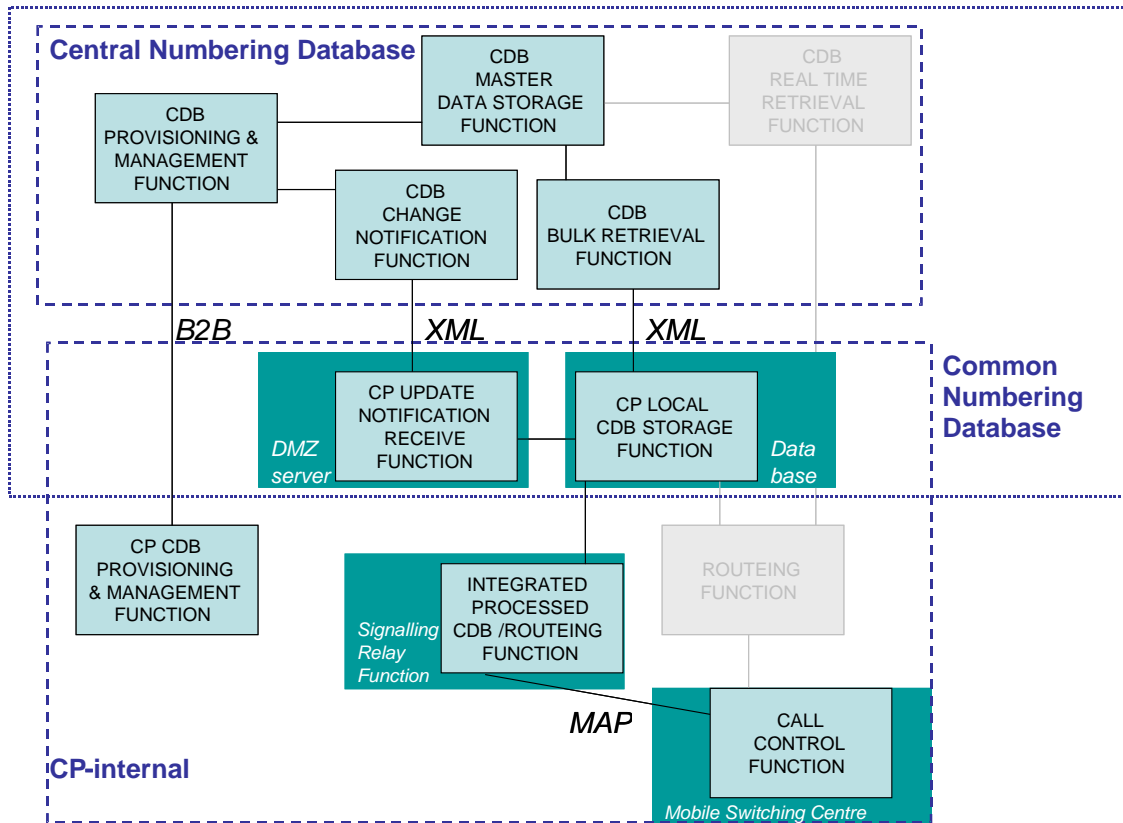 Central Numbering Database
CDB
MASTER
DATA STORAGE
FUNCTION
CDB
REAL TIME
RETRIEVAL
FUNCTION
CDB
PROVISIONING &
MANAGEMENT
FUNCTION
CDB
CHANGE
NOTIFICATION
FUNCTION
CDB
BULK RETRIEVAL
FUNCTION
B2B
XML
XML
Common
Numbering
Database
CP UPDATE
NOTIFICATION
RECEIVE
FUNCTION
DMZ
server
CP LOCAL
CDB STORAGE
FUNCTION
Data
base
CP CDB
PROVISIONING
& MANAGEMENT
FUNCTION
INTEGRATED
PROCESSED
CDB /ROUTEING
FUNCTION
Signalling
Relay
Function
ROUTEING
FUNCTION
MAP
CALL
CONTROL
FUNCTION
CP-internal
Mobile Switching Centre